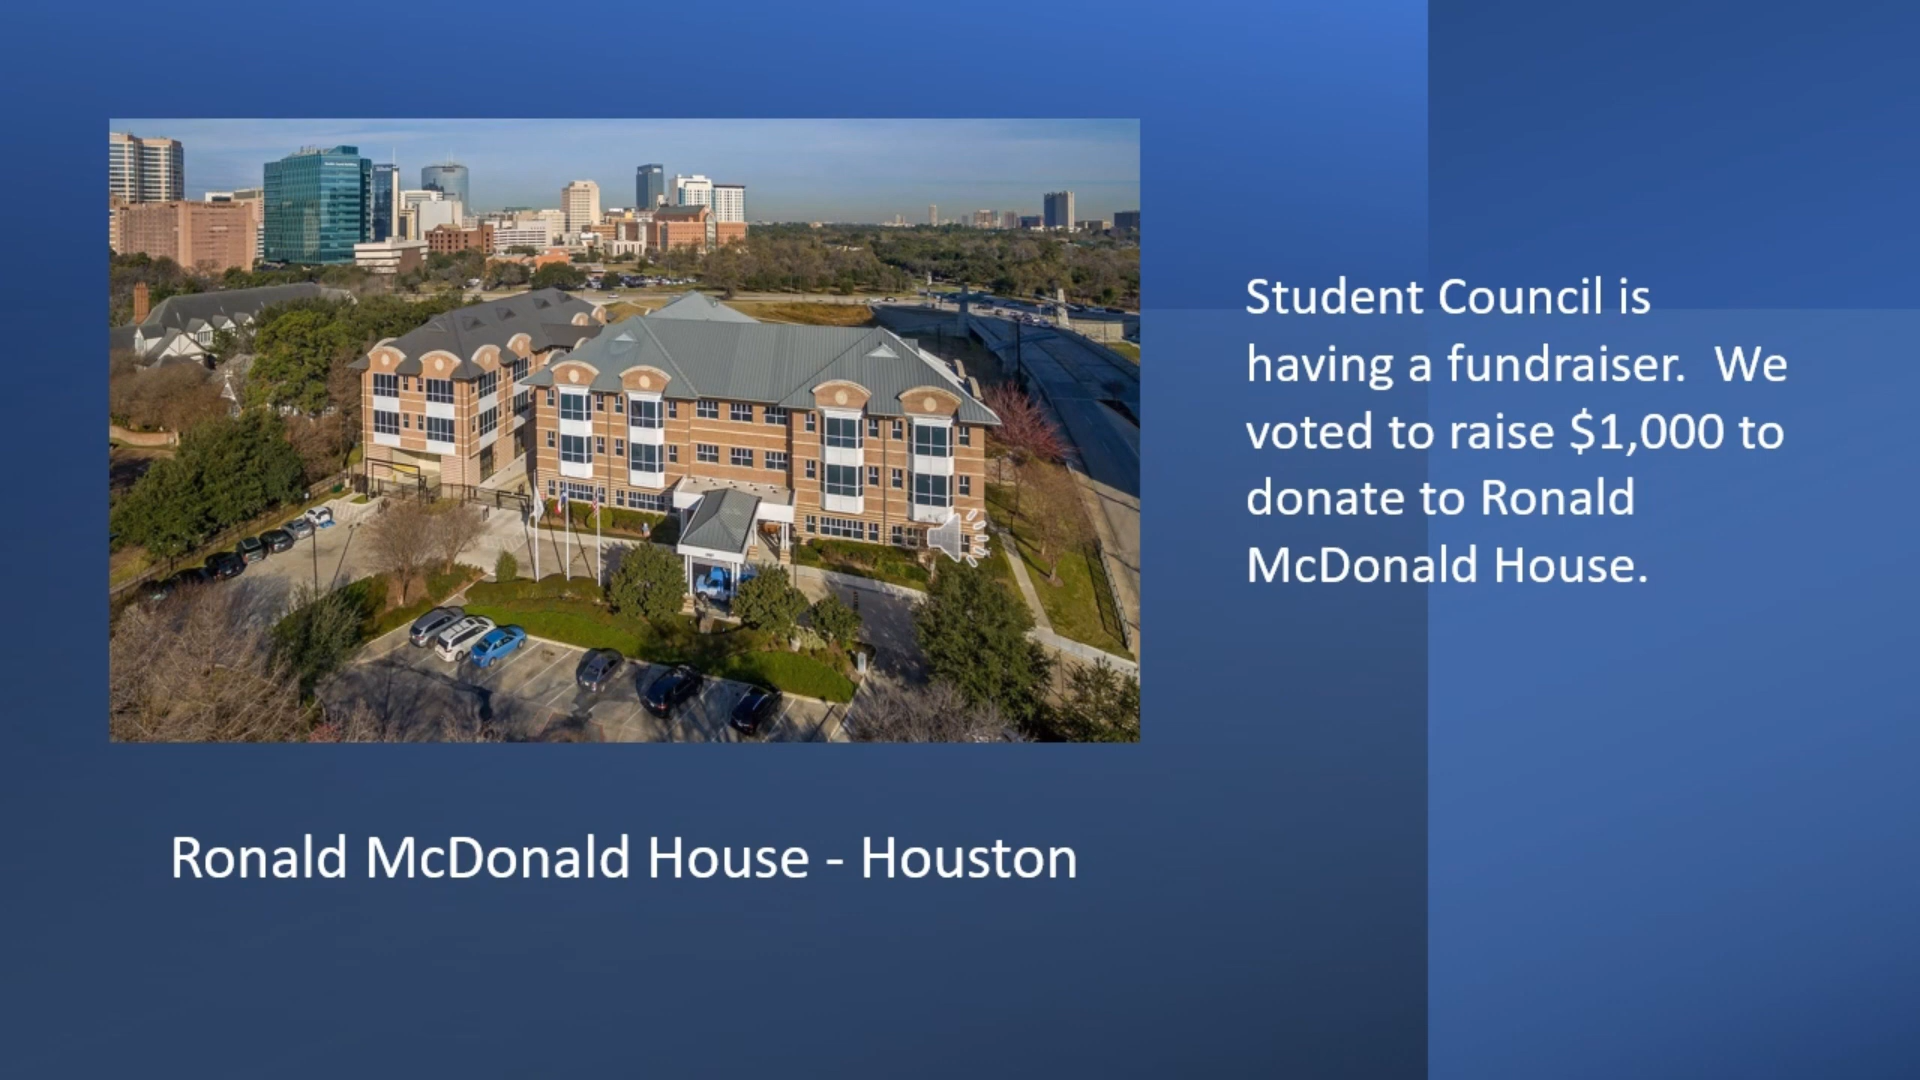 Student Council is
having a fundraiser.  We
voted to raise $1,000 to
donate to Ronald
McDonald House.
Ronald McDonald House - Houston